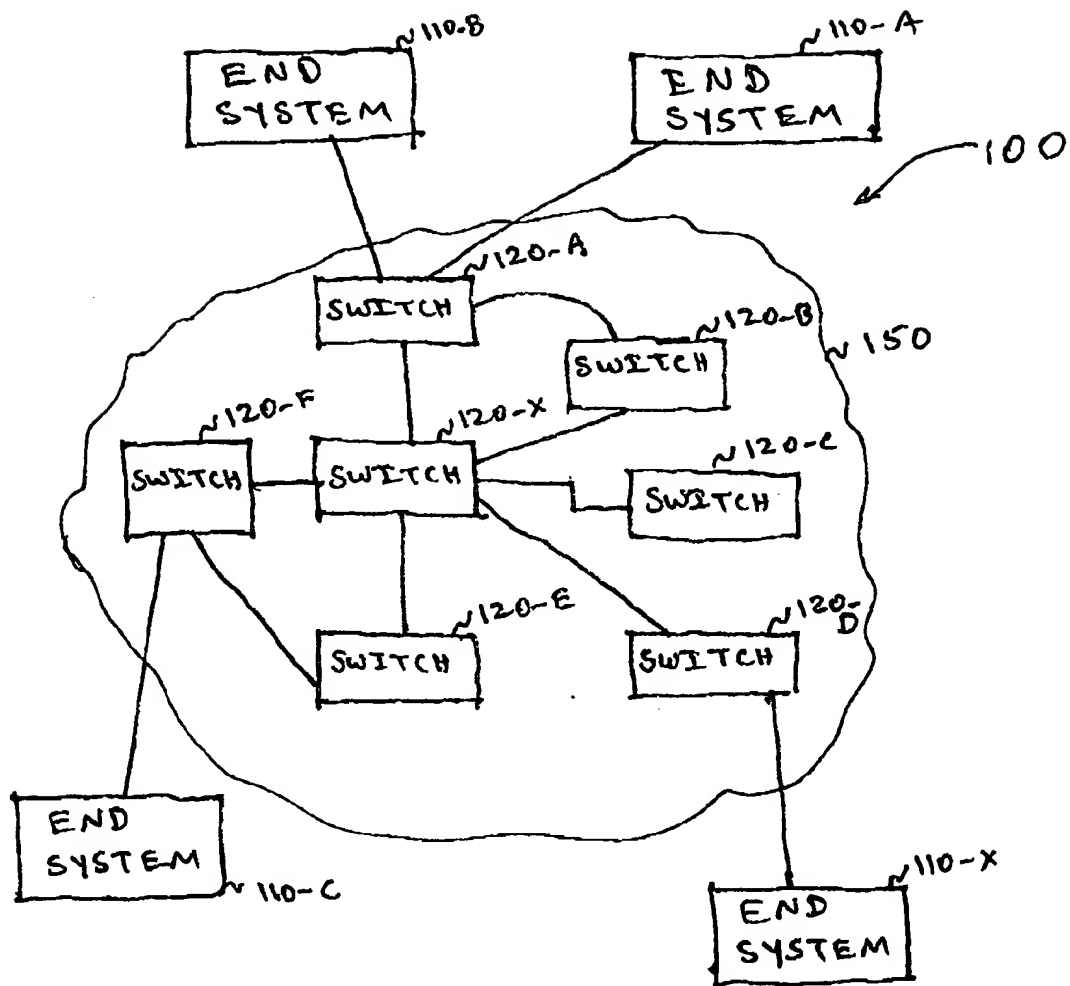 110-B
END
SYSTEM
110-A
END
SYSTEM
100
120-A
SWITCH
120-B
SWITCH
150
120-F
SWITCH
120-X
SWITCH
120-C
SWITCH
120-E
SWITCH
120-
D
SWITCH
END
SYSTEM
110-C
110-X
END
SYSTEM